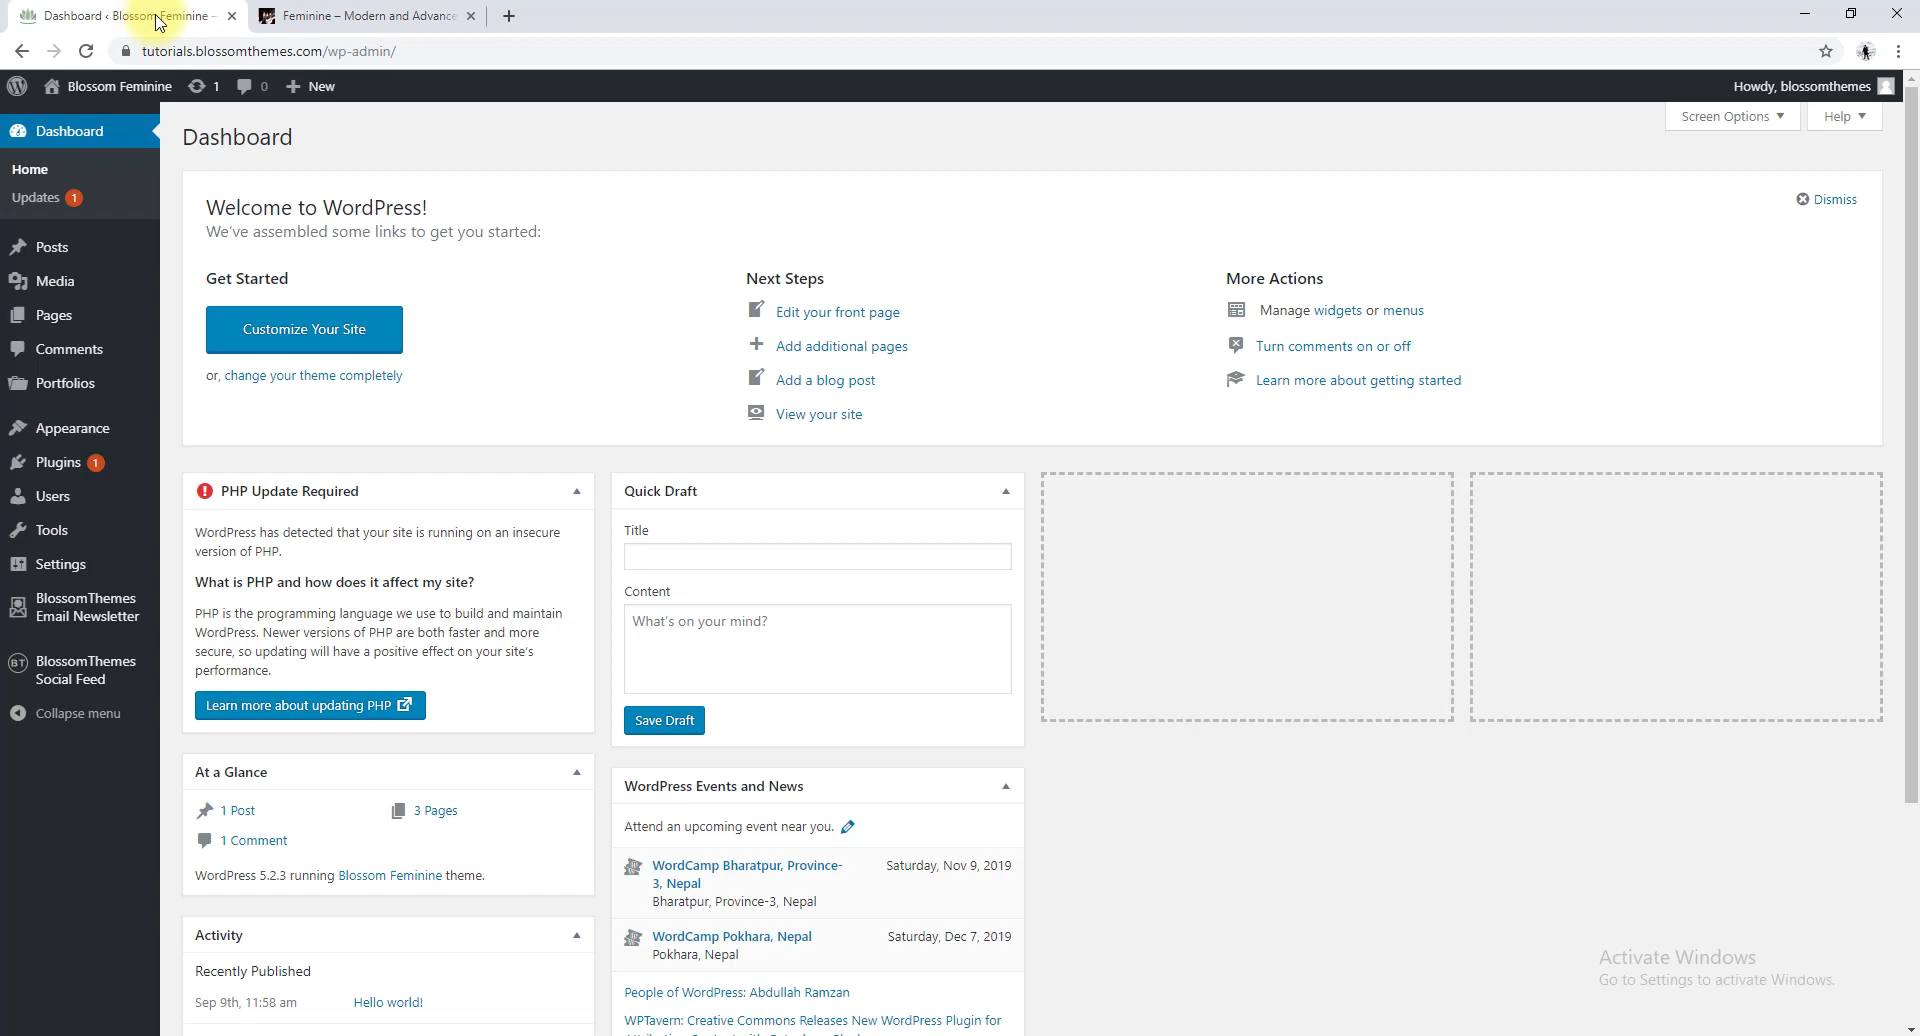 Dashboard ‹ Blossom Feminine –
Feminine – Modern and Advance
tutorials.blossomthemes.com/wp-admin/
Blossom Feminine
1
0
New
Howdy, blossomthemes
Dashboard
Home
Updates 1
Posts
Media
Pages
Comments
Portfolios
Appearance
Plugins 1
Users
Tools
Settings
BlossomThemes
Email Newsletter
BT
BlossomThemes
Social Feed
Collapse menu
Screen Options
Help
Dashboard
Welcome to WordPress!
We've assembled some links to get you started:
Dismiss
Get Started
Customize Your Site
or, change your theme completely
Next Steps
Edit your front page
Add additional pages
Add a blog post
View your site
More Actions
Manage widgets or menus
Turn comments on or off
Learn more about getting started
PHP Update Required
WordPress has detected that your site is running on an insecure
version of PHP.
What is PHP and how does it affect my site?
PHP is the programming language we use to build and maintain
WordPress. Newer versions of PHP are both faster and more
secure, so updating will have a positive effect on your site's
performance.
Learn more about updating PHP
At a Glance
1 Post
3 Pages
1 Comment
WordPress 5.2.3 running Blossom Feminine theme.
Activity
Recently Published
Sep 9th, 11:58 am
Hello world!
Quick Draft
Title
Content
What's on your mind?
Save Draft
WordPress Events and News
Attend an upcoming event near you.
WordCamp Bharatpur, Province-
3, Nepal
Bharatpur, Province-3, Nepal
Saturday, Nov 9, 2019
WordCamp Pokhara, Nepal
Pokhara, Nepal
Saturday, Dec 7, 2019
People of WordPress: Abdullah Ramzan
WPTavern: Creative Commons Releases New WordPress Plugin for
Activate Windows
Go to Settings to activate Windows.